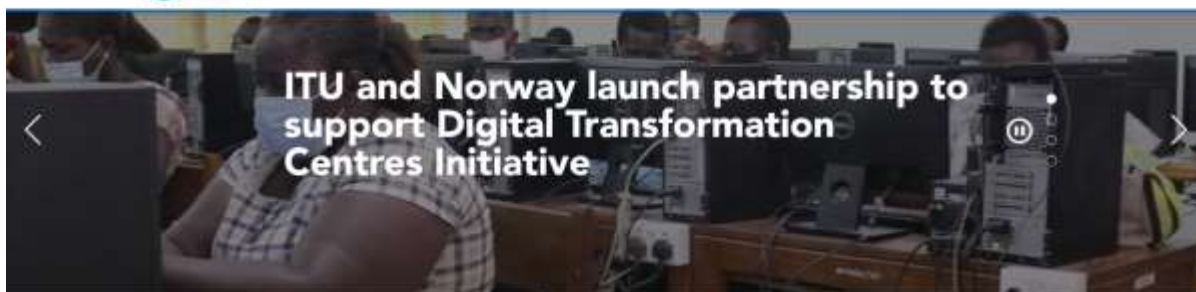 ITU and Norway launch partnership to
support Digital Transformation
Centres Initiative